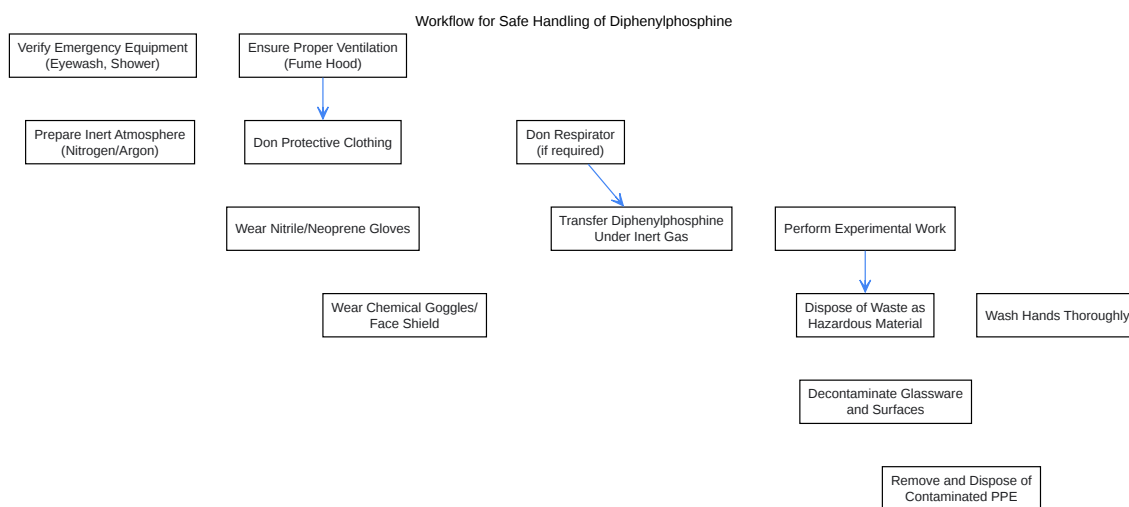 Workflow for Safe Handling of Diphenylphosphine
Verify Emergency Equipment
(Eyewash, Shower)
Ensure Proper Ventilation
(Fume Hood)
Prepare Inert Atmosphere
(Nitrogen/Argon)
Don Protective Clothing
Don Respirator
(if required)
Wear Nitrile/Neoprene Gloves
Transfer Diphenylphosphine
Under Inert Gas
Perform Experimental Work
Wear Chemical Goggles/
Face Shield
Dispose of Waste as
Hazardous Material
Wash Hands Thoroughly
Decontaminate Glassware
and Surfaces
Remove and Dispose of
Contaminated PPE